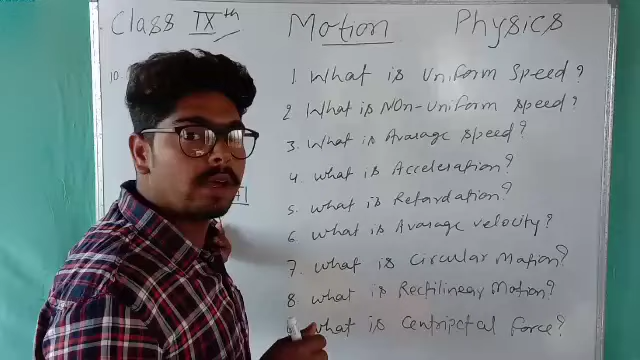 Class IXth Motion Physics
10.
1 What is Uniform Speed?
2 What is NOn-Uniform speed?
3. What is Avarage speed?
4. what is Acceleration?
5. what is Retardation?
6 what is Avarage velocity?
7 what is Circular Motion?
8 what is Rectilinear Motion?
what is Centripetal force?